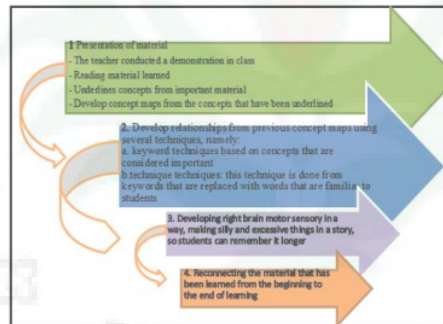 1 Presentation of material
- The teacher conducted a demonstration in class
- Reading material learned
- Underlines concepts from important material
- Develop concept maps from the concepts that have been underlined
2. Develop relationships from previous concept maps using
several techniques, namely:
a. keyword techniques based on concepts that are
considered important
b.technique techniques: this technique is done from
keywords that are replaced with words that are familiar to
students
3. Developing right brain motor sensory in a
way, making silly and excessive things in a story,
so students can remember it longer
4. Reconnecting the material that has
been learned from the beginning to
the end of learning